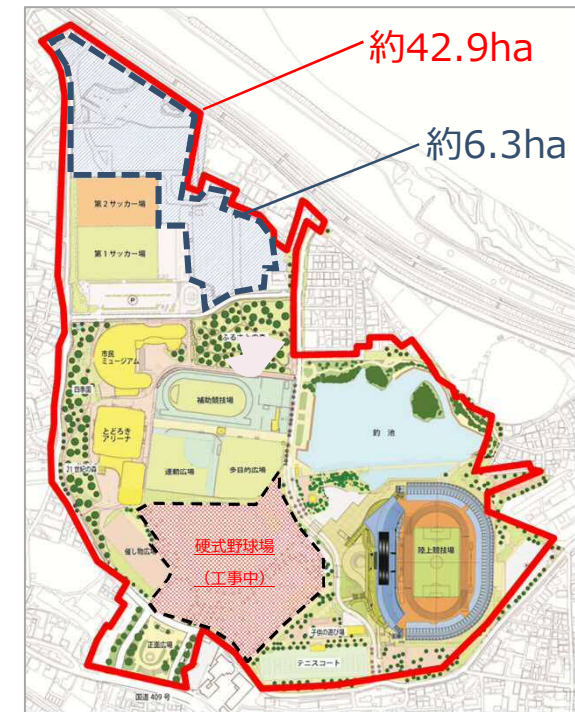 約42.9ha
約6.3ha
第2サッカー場
第1サッカー場
P
市民
ミュージアム
四季園
補助競技場
釣池
とどろき
アリーナ
21世紀の森
運動広場
多目的広場
催し物広場
硬式野球場
（工事中）
陸上競技場
子供の遊び場
正面広場
テニスコート
国道409号